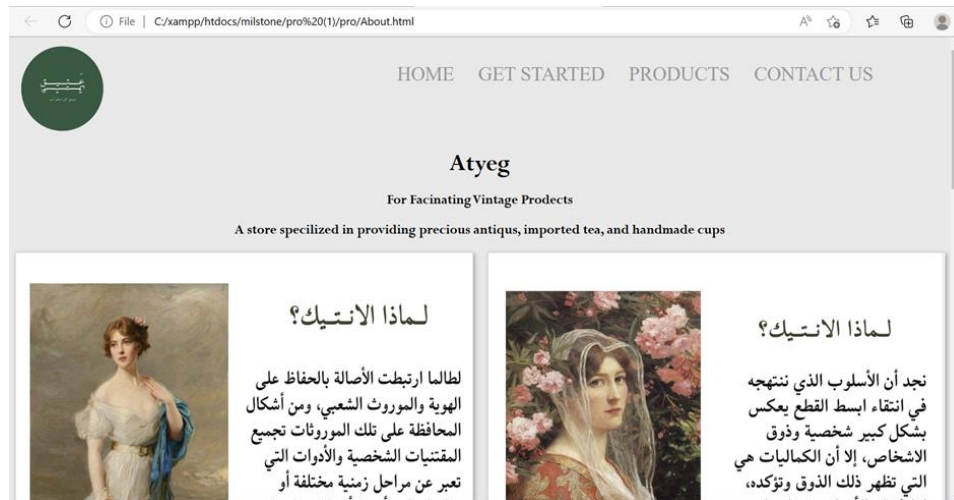 File
C:/xampp/htdocs/milstone/pro%20(1)/pro/About.html
HOME GET STARTED PRODUCTS CONTACT US
Atyeg
For Facinating Vintage Prodects
A store specilized in providing precious antiqus, imported tea, and handmade cups
لـماذا الانـتـيك؟
لطالما ارتبطت الأصالة بالحفاظ على
الهوية والموروث الشعبي، ومن أشكال
المحافظة على تلك الموروثات تجميع
المقتنيات الشخصية والأدوات التي
تعبر عن مراحل زمنية مختلفة أو
لـماذا الانـتـيك؟
نجد أن الأسلوب الذي ننتهجه
في انتقاء ابسط القطع يعكس
بشكل كبير شخصية وذوق
الاشخاص، إلا أن الكماليات هي
التي تظهر ذلك الذوق وتؤكده،